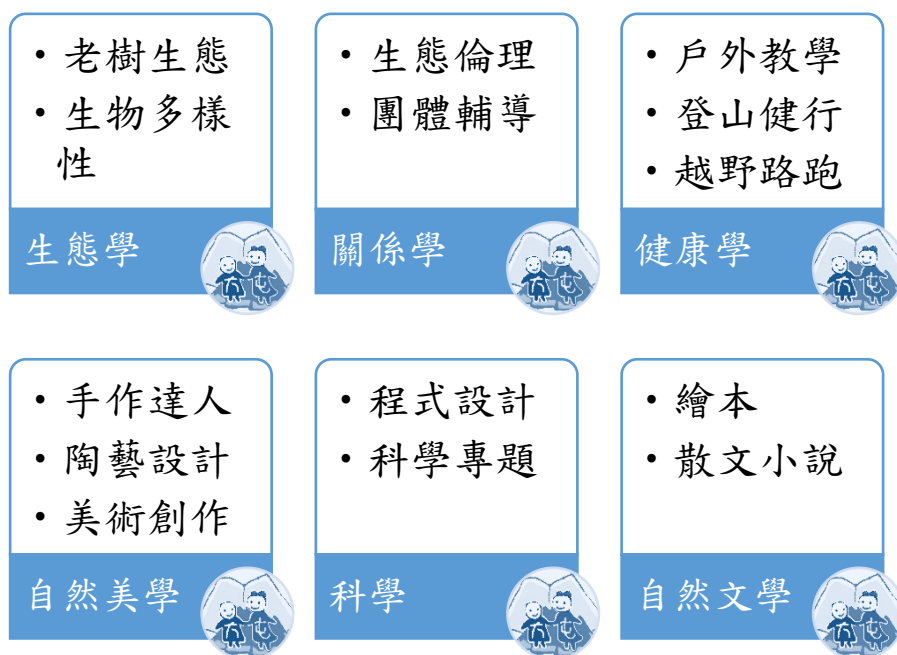 • 老樹生態
• 生物多樣
性
生態學
• 生態倫理
• 團體輔導
關係學
• 戶外教學
• 登山健行
• 越野路跑
健康學
• 手作達人
• 陶藝設計
• 美術創作
自然美學
• 程式設計
• 科學專題
科學
• 繪本
• 散文小說
自然文學